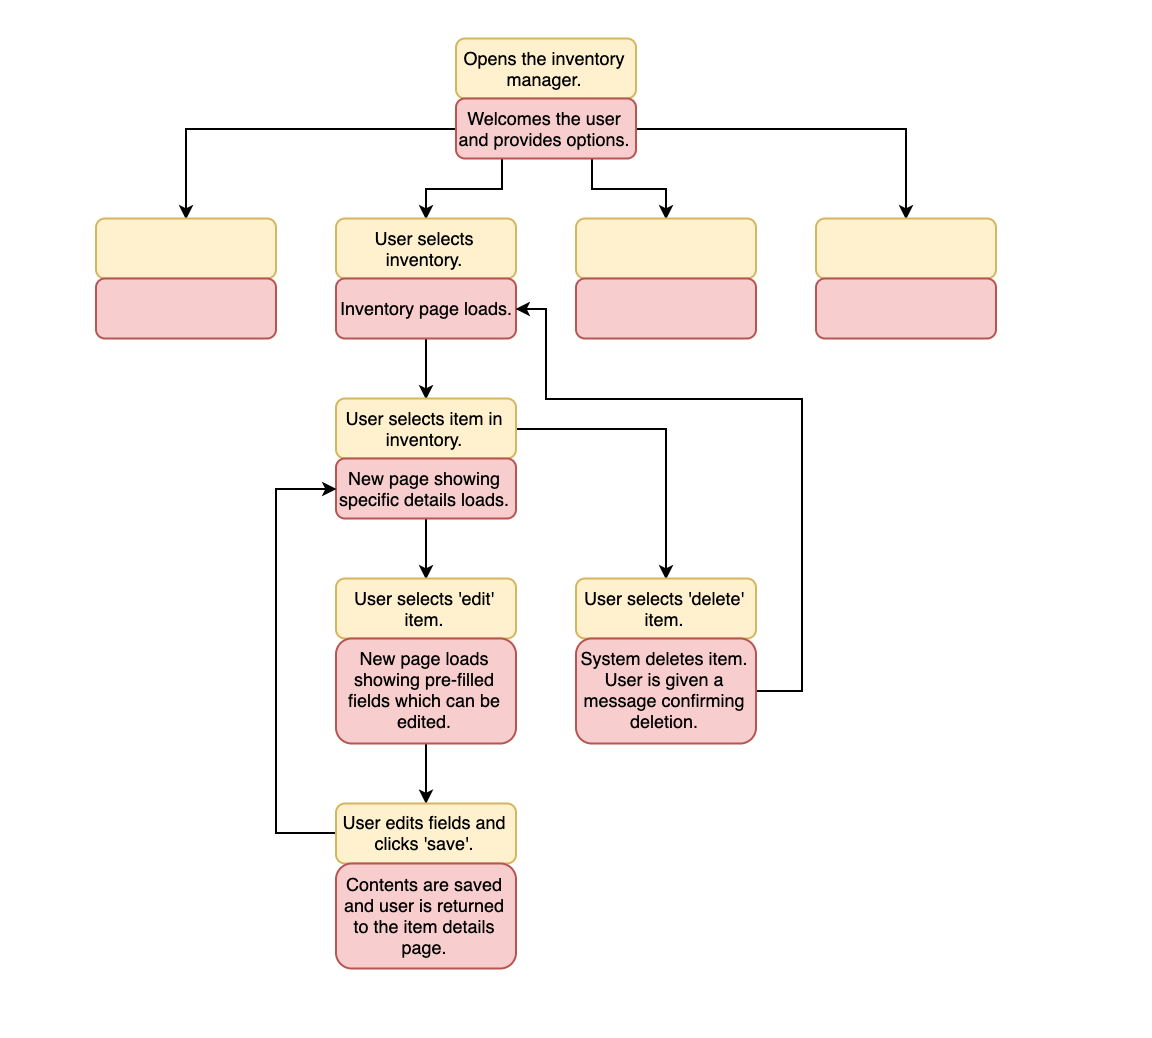 Opens the inventory
manager.
Welcomes the user
and provides options.
User selects
inventory.
Inventory page loads.
User selects item in
inventory.
New page showing
specific details loads.
User selects 'edit'
item.
New page loads
showing pre-filled
fields which can be
edited.
User selects 'delete'
item.
System deletes item.
User is given a
message confirming
deletion.
User edits fields and
clicks 'save'.
Contents are saved
and user is returned
to the item details
page.